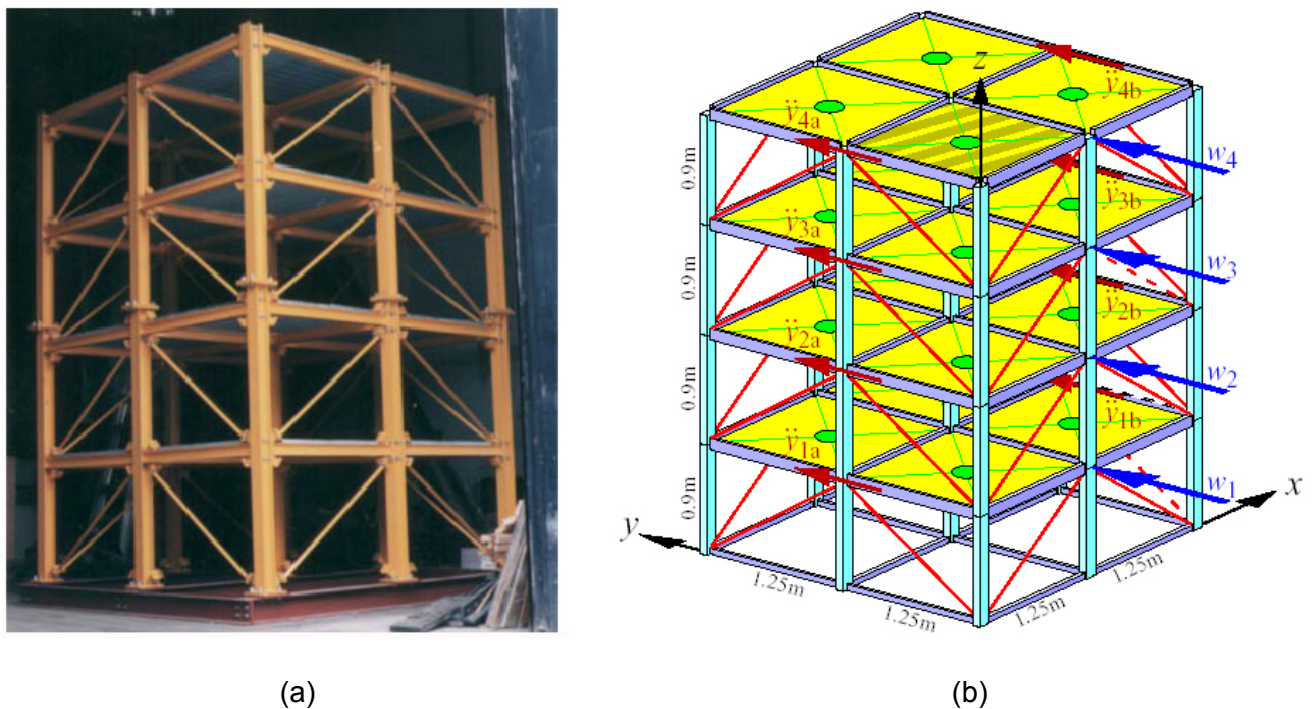 z
ÿ4b
ÿ4a
w4
0.9m
ÿ3b
ÿ3a
w3
0.9m
ÿ2b
ÿ2a
w2
0.9m
ÿ1b
ÿ1a
w1
0.9m
x
y
1.25m
1.25m
1.25m
1.25m
(a)
(b)